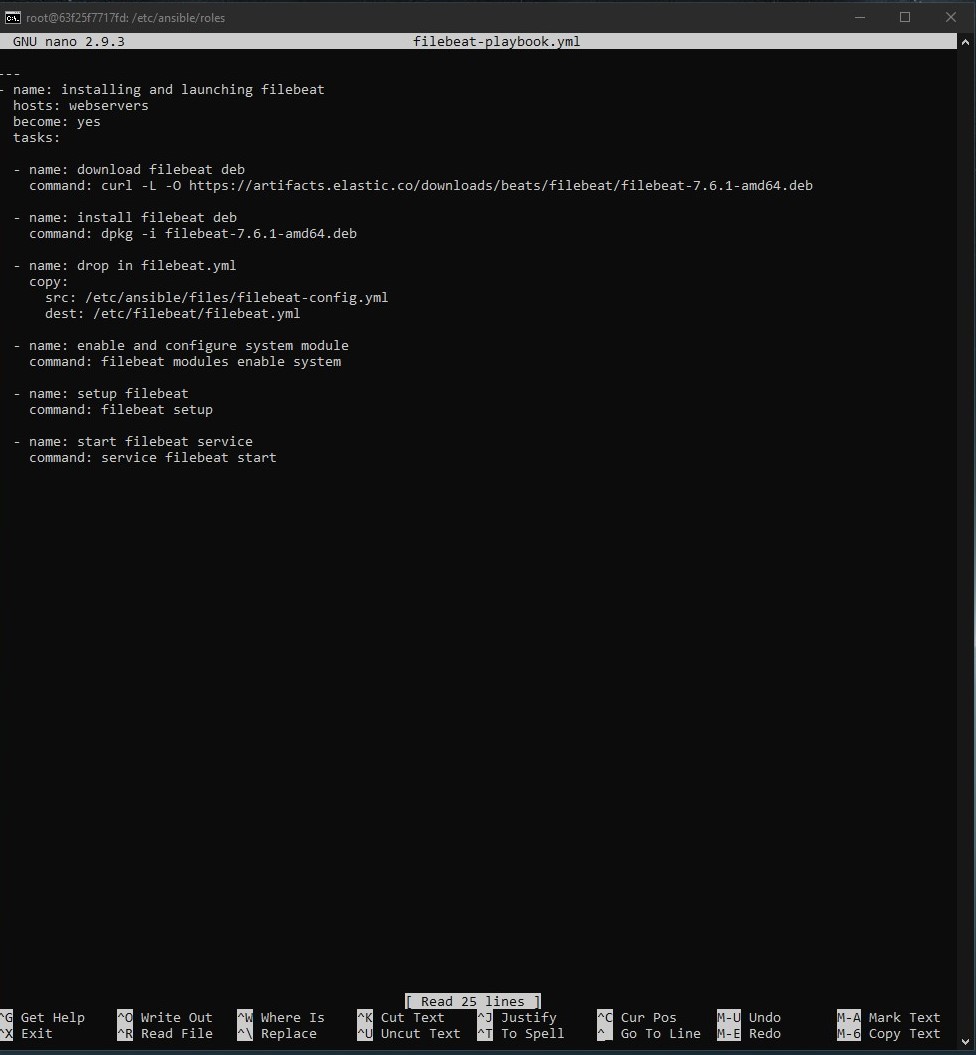 root@63f25f7717fd: /etc/ansible/roles
GNU nano 2.9.3 filebeat-playbook.yml
---
- name: installing and launching filebeat
  hosts: webservers
  become: yes
  tasks:

  - name: download filebeat deb
    command: curl -L -O https://artifacts.elastic.co/downloads/beats/filebeat/filebeat-7.6.1-amd64.deb

  - name: install filebeat deb
    command: dpkg -i filebeat-7.6.1-amd64.deb

  - name: drop in filebeat.yml
    copy:
      src: /etc/ansible/files/filebeat-config.yml
      dest: /etc/filebeat/filebeat.yml

  - name: enable and configure system module
    command: filebeat modules enable system

  - name: setup filebeat
    command: filebeat setup

  - name: start filebeat service
    command: service filebeat start

[ Read 25 lines ]
^G Get Help ^O Write Out ^W Where Is ^K Cut Text ^J Justify ^C Cur Pos M-U Undo M-A Mark Text
^X Exit ^R Read File ^\ Replace ^U Uncut Text ^T To Spell ^_ Go To Line M-E Redo M-6 Copy Text